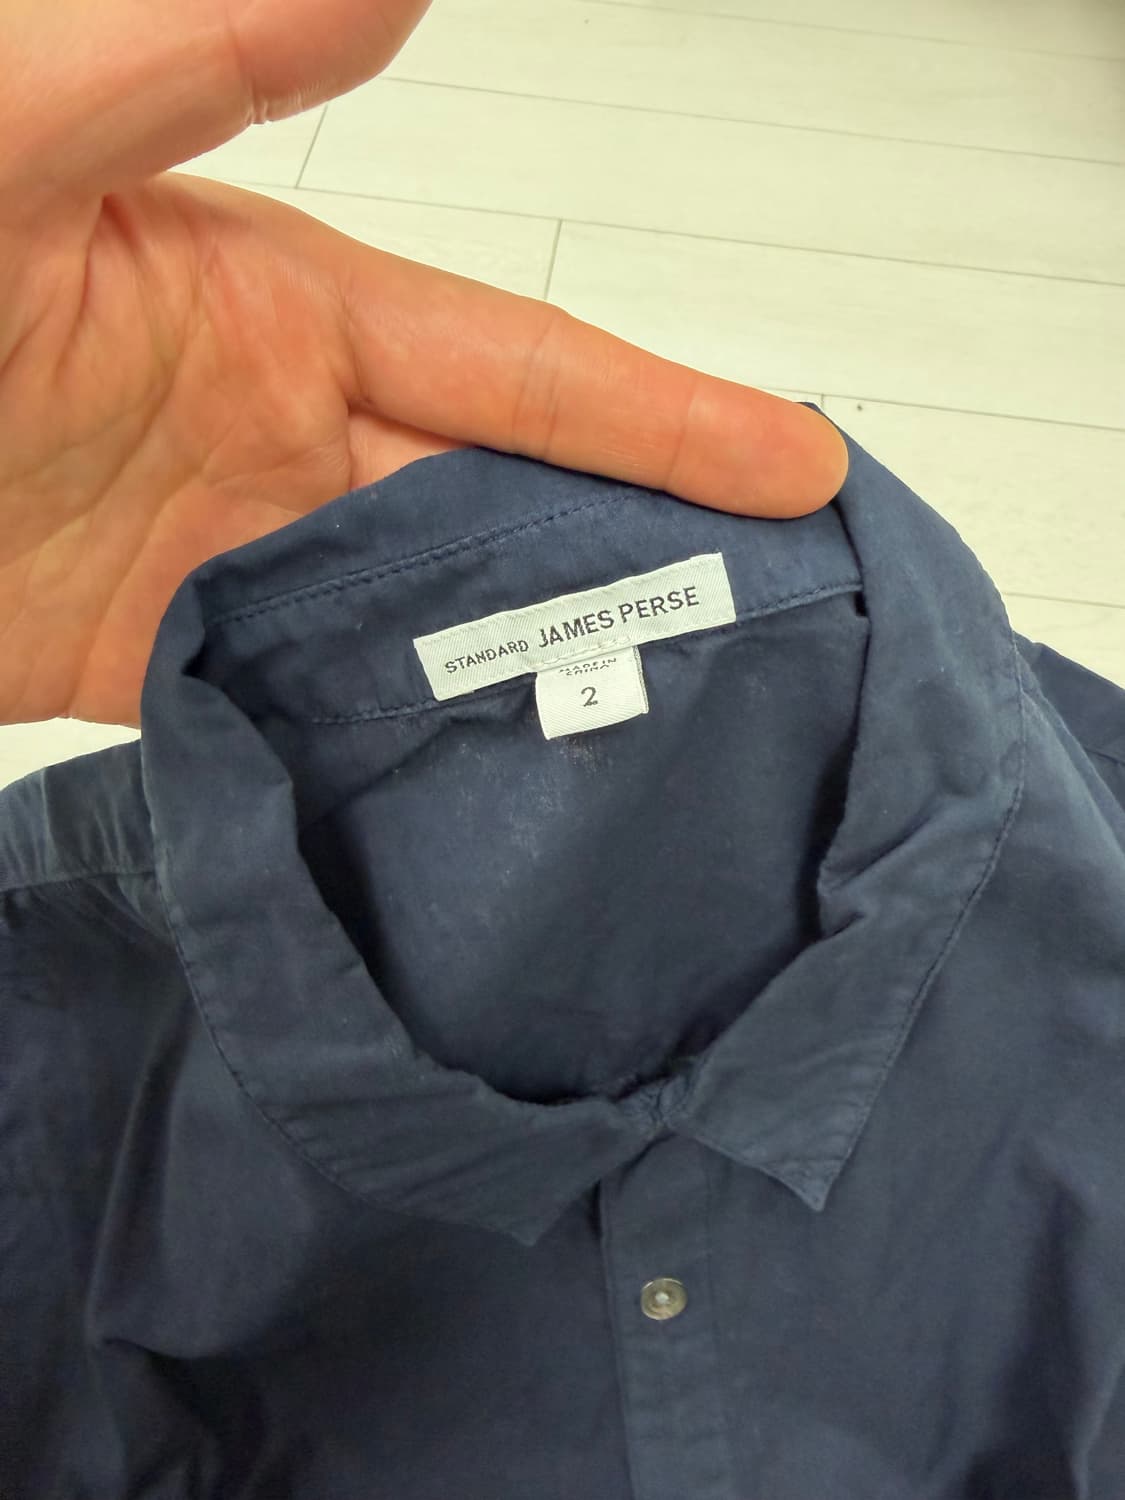 STANDARD JAMES PERSE
MADE IN
CHINA
2